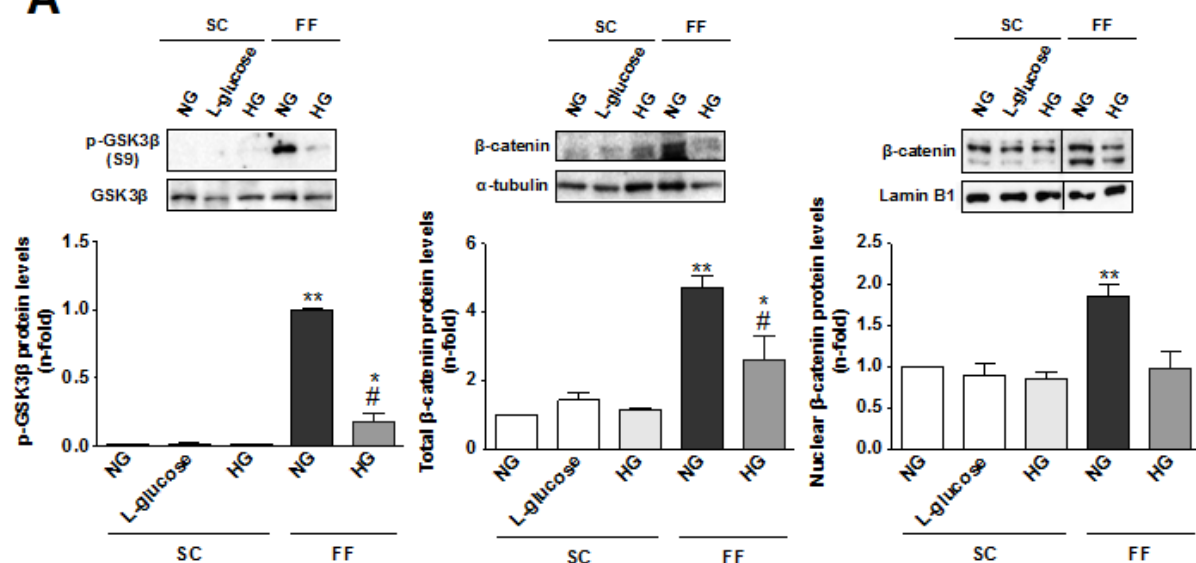 A
SC FF
NG L-glucose HG NG HG
p-GSK3β
(S9)
GSK3β
p-GSK3β protein levels
(n-fold)
1.5
1.0
0.5
0.0
**
*
#
NG L-glucose HG NG HG
SC FF
SC FF
NG L-glucose HG NG HG
β-catenin
α-tubulin
Total β-catenin protein levels
(n-fold)
6
4
2
0
**
*
#
NG L-glucose HG NG HG
SC FF
SC FF
NG L-glucose HG NG HG
β-catenin
Lamin B1
Nuclear β-catenin protein levels
(n-fold)
2.5
2.0
1.5
1.0
0.5
0.0
**
NG L-glucose HG NG HG
SC FF